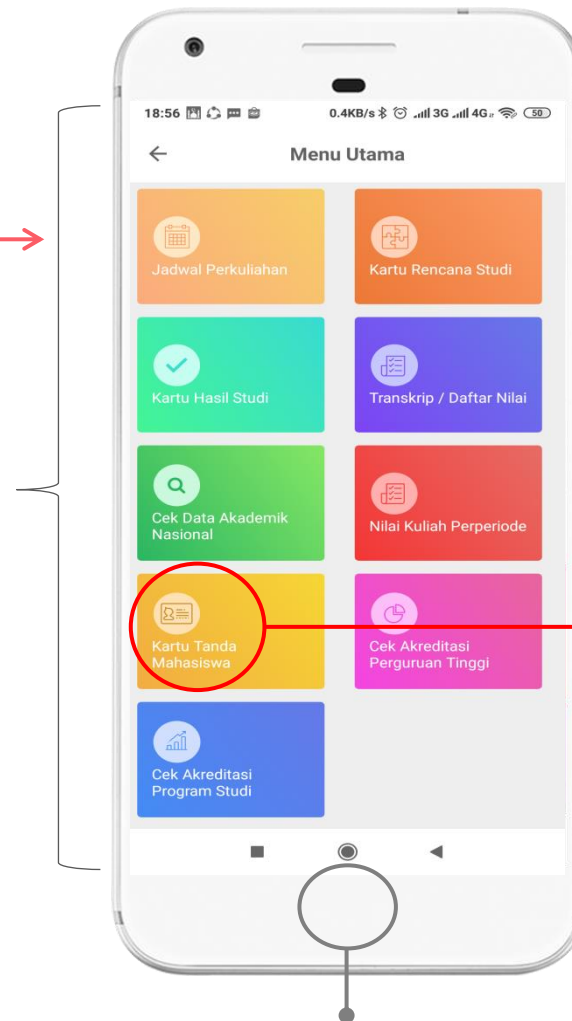 18:56 0.4KB/s 3G 4G 50
Menu Utama
Jadwal Perkuliahan
Kartu Rencana Studi
Kartu Hasil Studi
Transkrip / Daftar Nilai
Cek Data Akademik
Nasional
Nilai Kuliah Perperiode
Kartu Tanda
Mahasiswa
Cek Akreditasi
Perguruan Tinggi
Cek Akreditasi
Program Studi